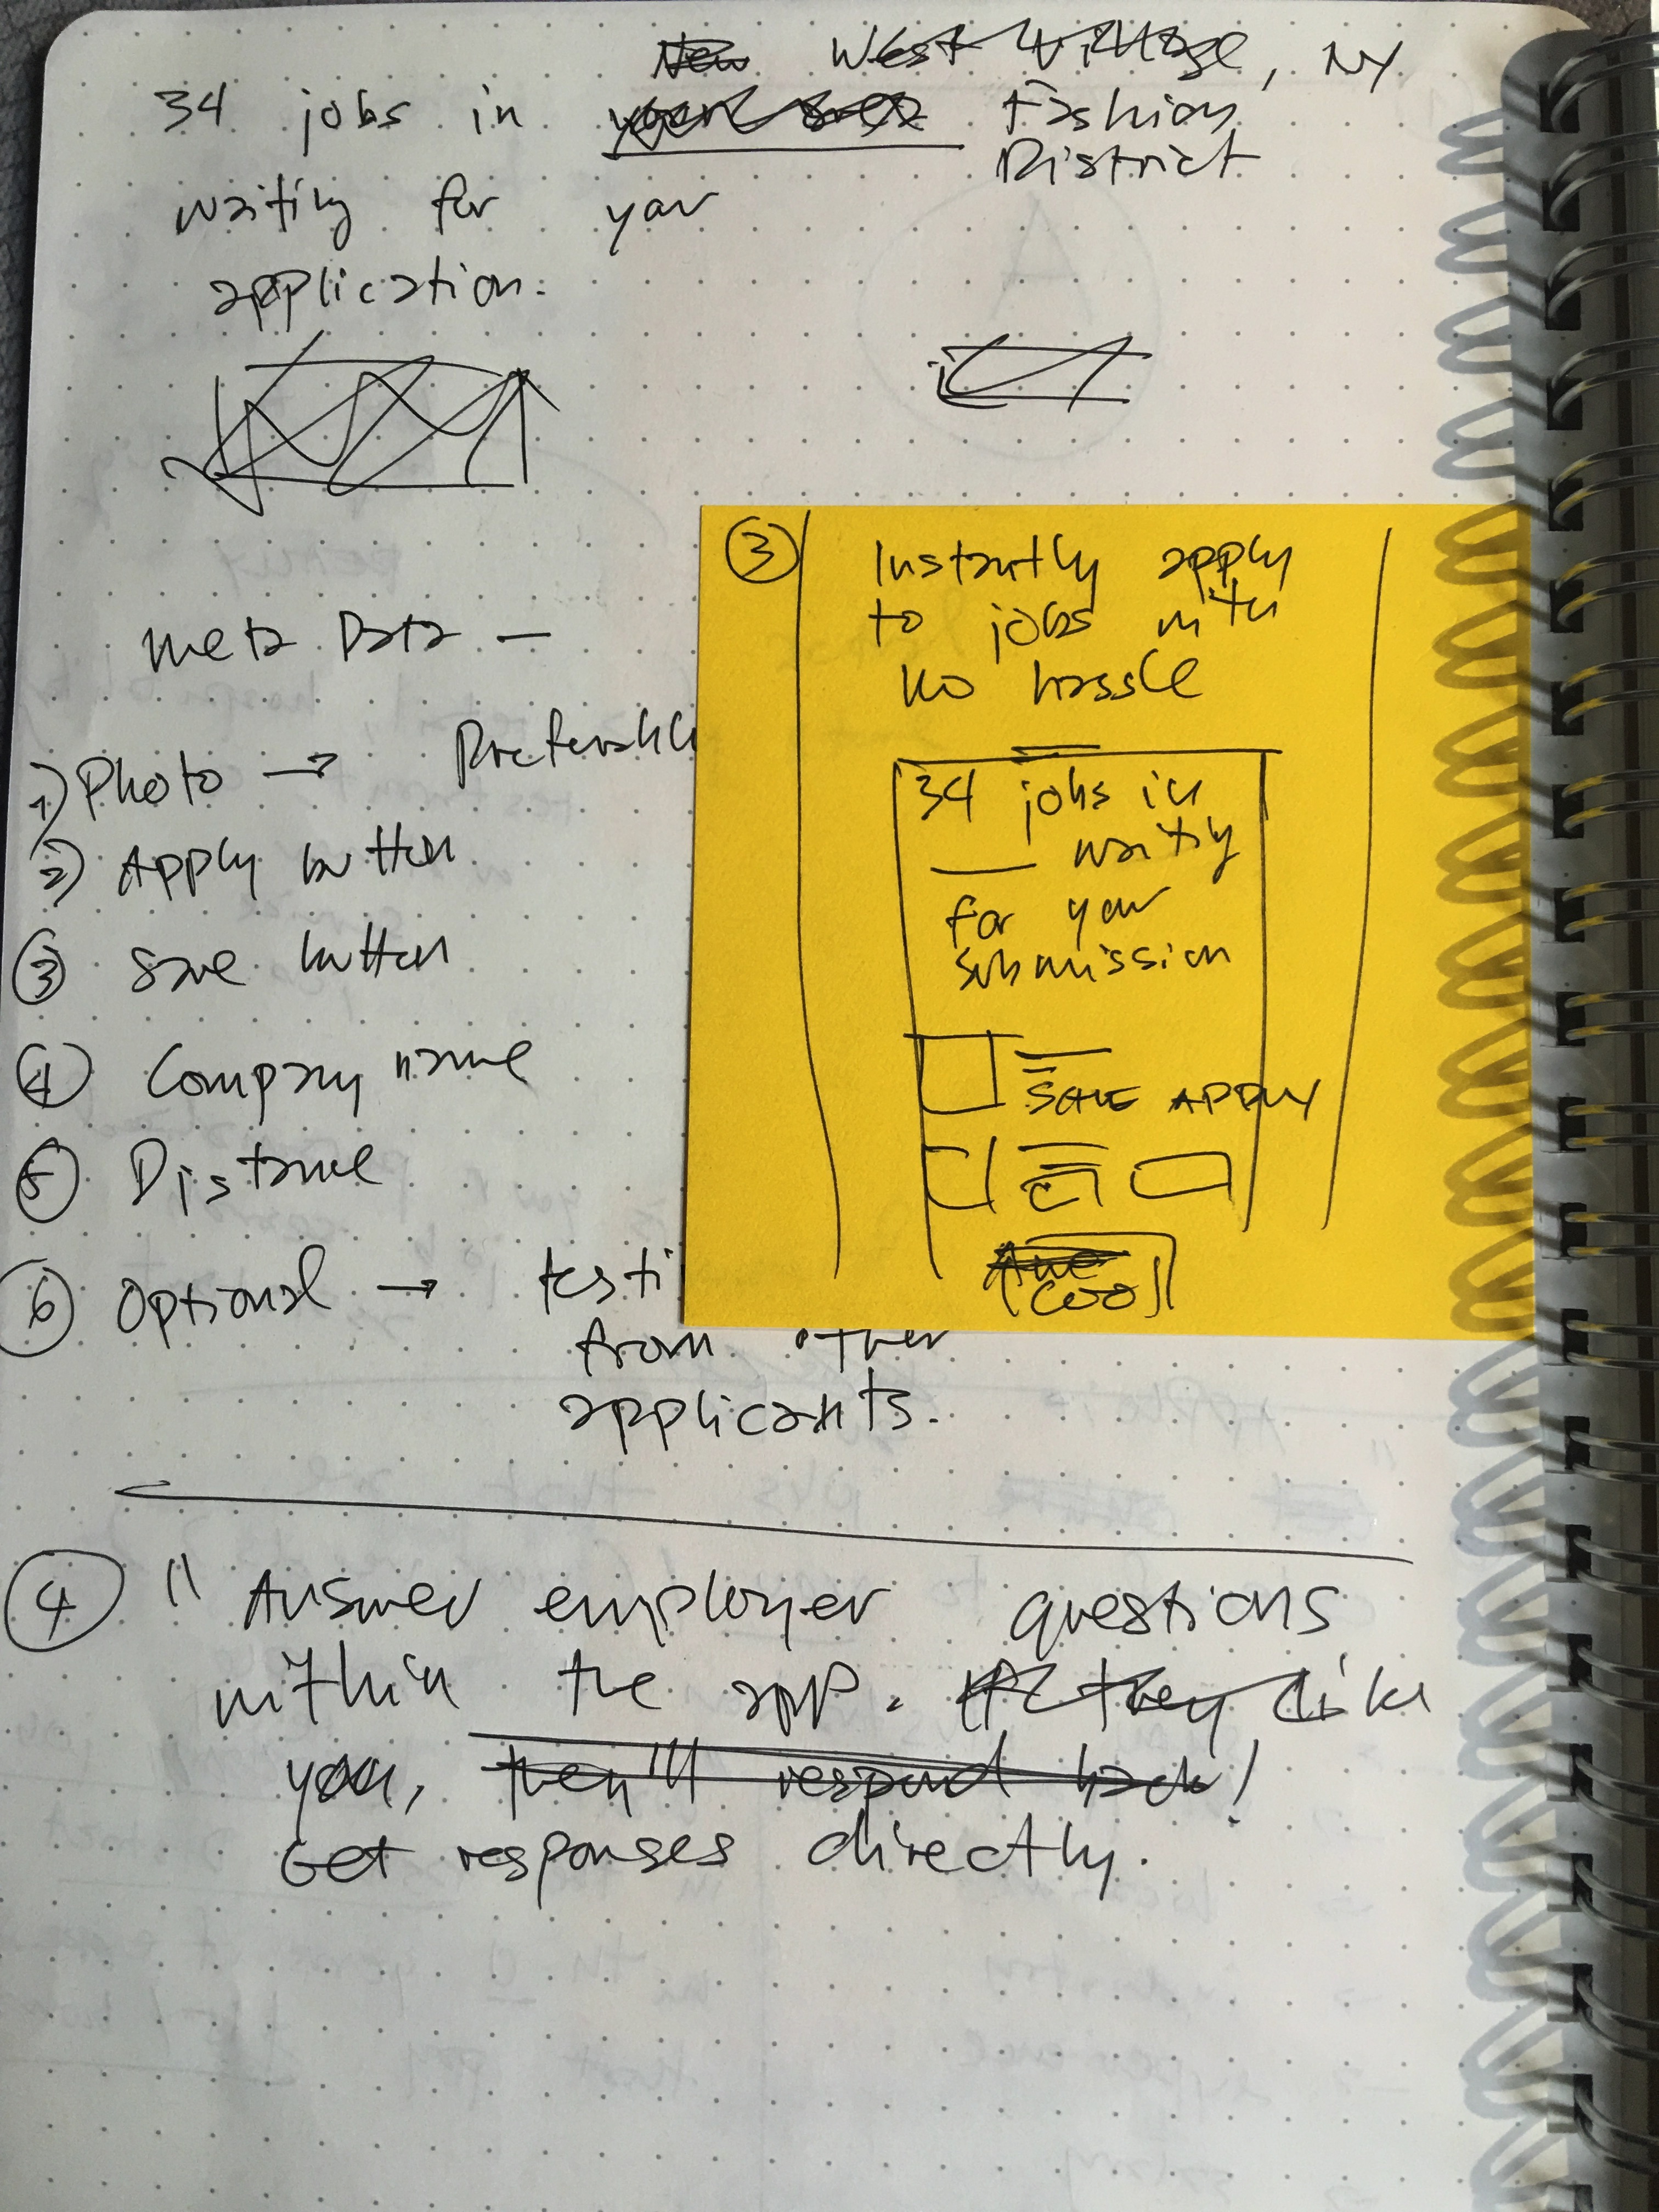 New West Village, NY
34 jobs in your area Fashion
District
waiting for your
application.
Meta Data —
1) Photo → Preferably
2) Apply button
3 Save button
4 Company name
5 Distance
6 Optional → testi
from other
applicants.
3 Instantly apply
to jobs with
no hassle
34 jobs in
___ waiting
for your
submission
SAVE APPLY
4 "Answer employer questions
within the app. If they like
you, they'll respond back!
Get responses directly.